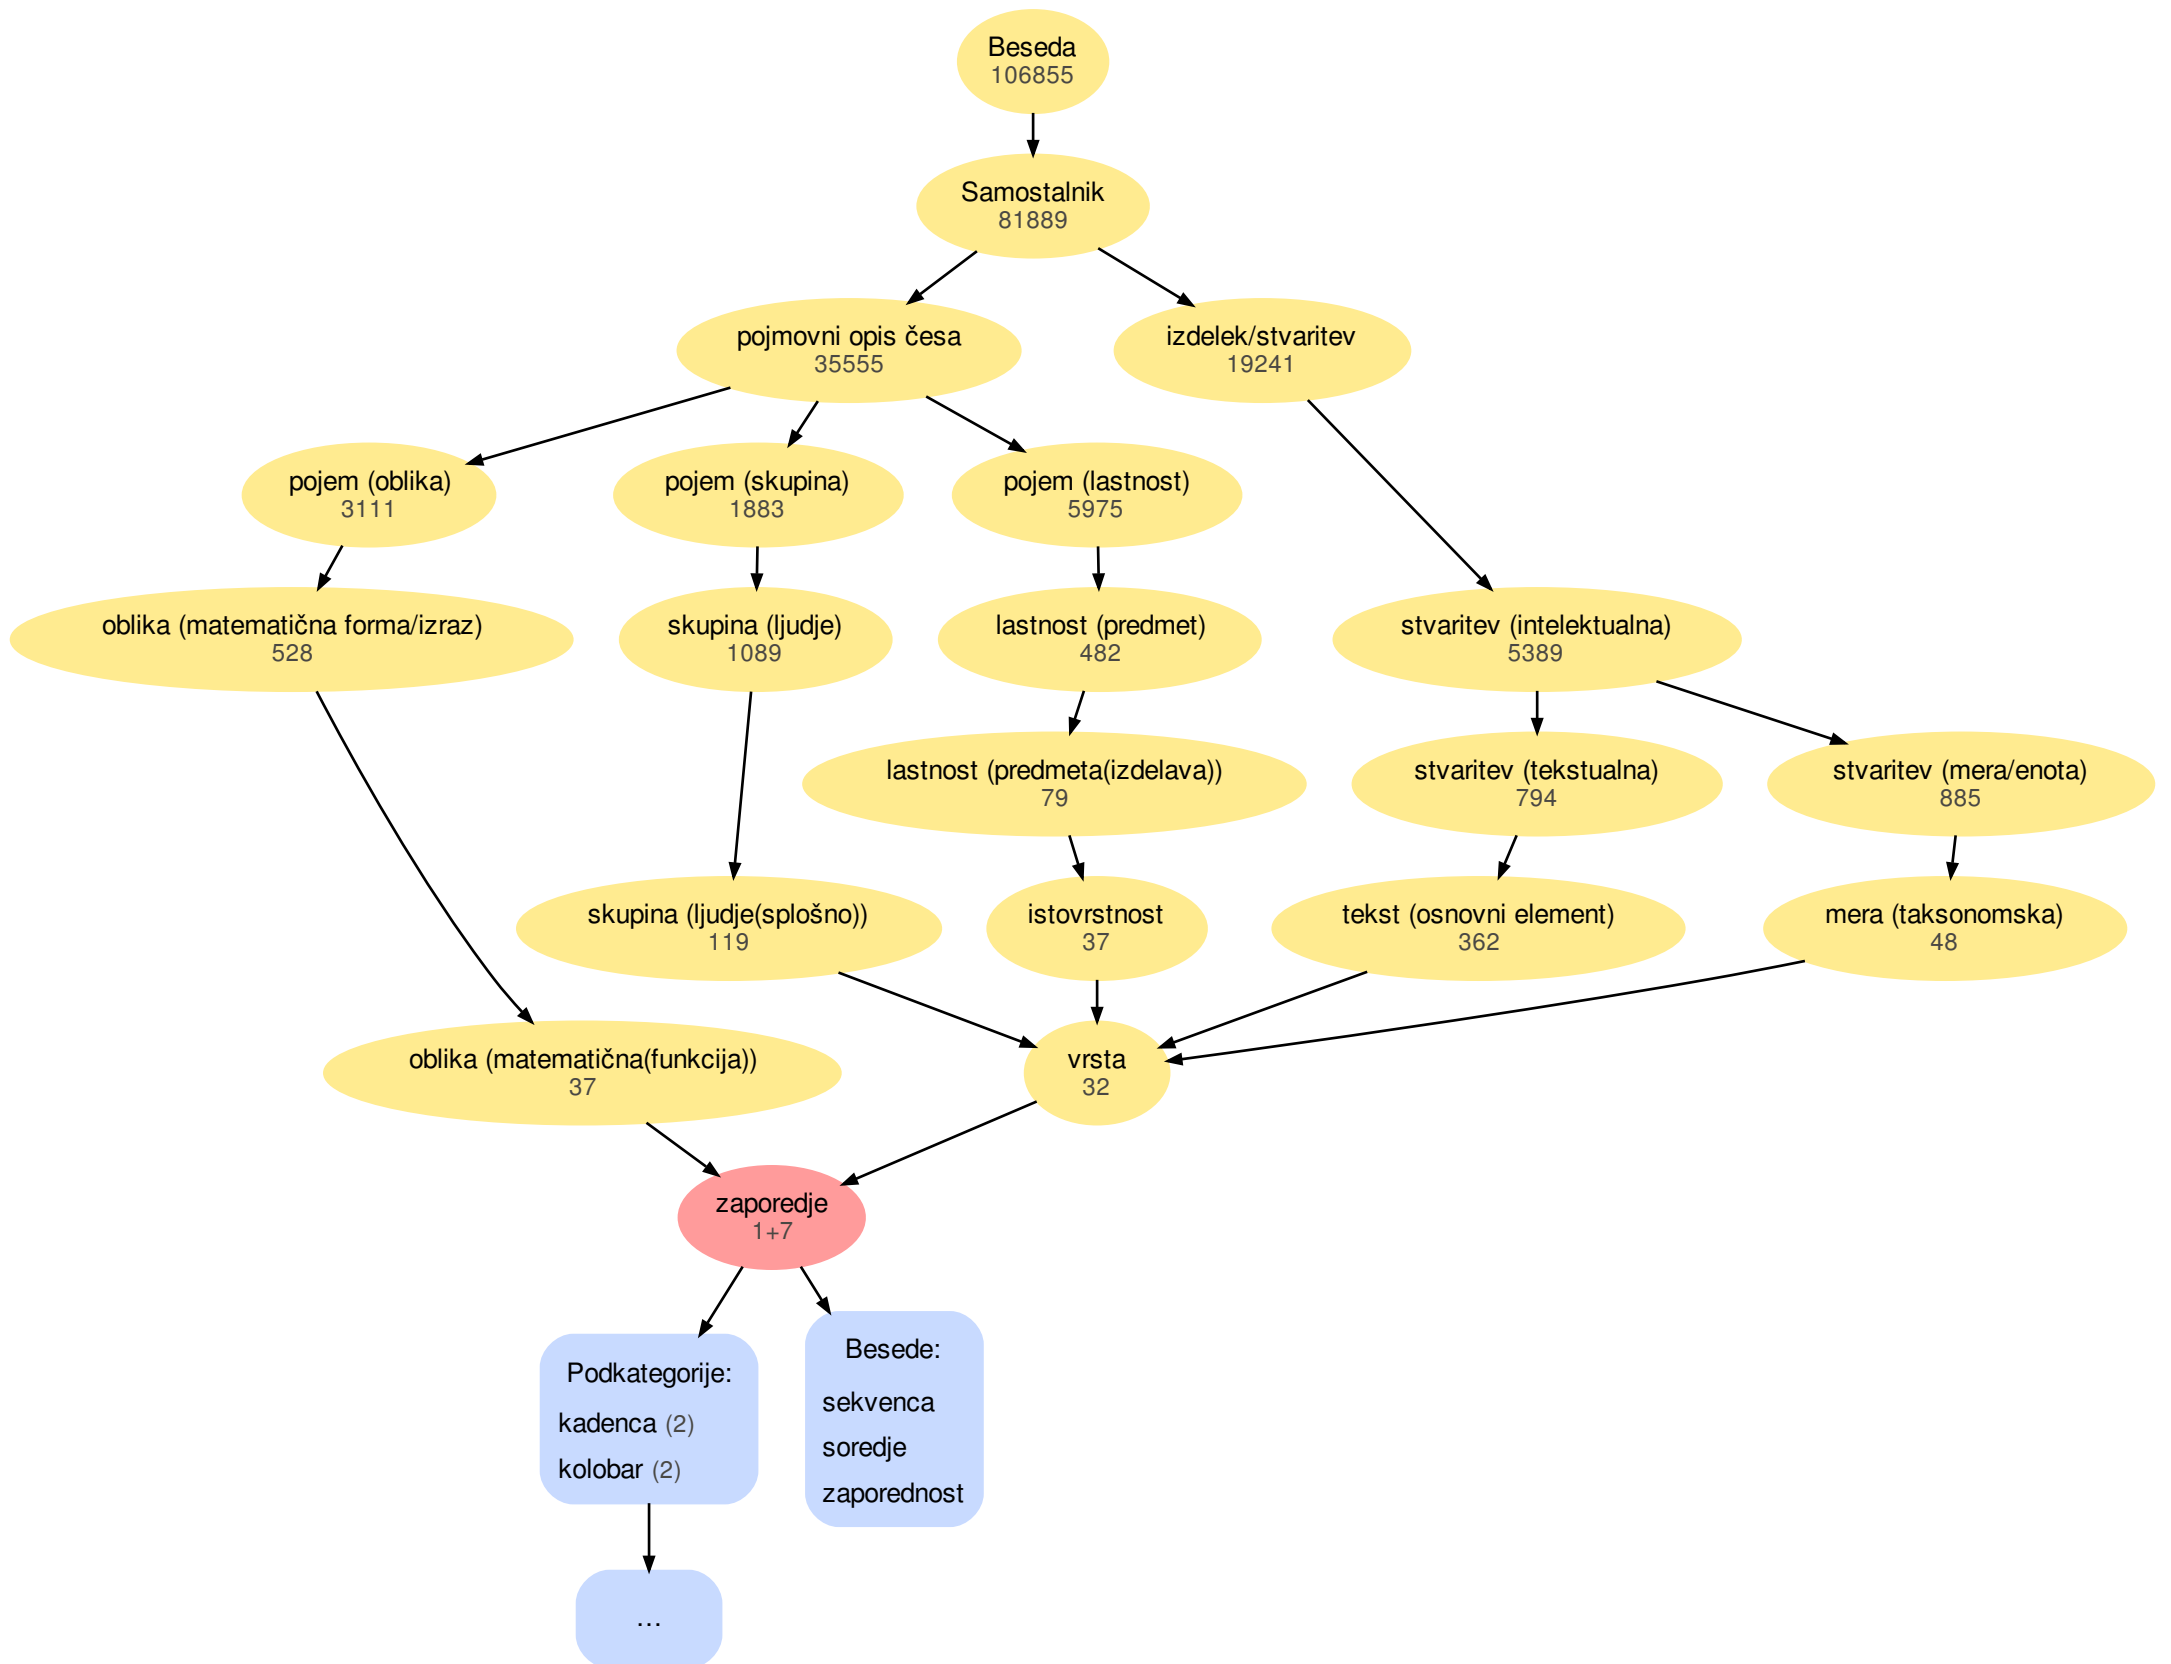 Beseda
106855
Samostalnik
81889
pojmovni opis česa
35555
izdelek/stvaritev
19241
pojem (oblika)
3111
pojem (skupina)
1883
pojem (lastnost)
5975
oblika (matematična forma/izraz)
528
skupina (ljudje)
1089
lastnost (predmet)
482
stvaritev (intelektualna)
5389
lastnost (predmeta(izdelava))
79
stvaritev (tekstualna)
794
stvaritev (mera/enota)
885
skupina (ljudje(splošno))
119
istovrstnost
37
tekst (osnovni element)
362
mera (taksonomska)
48
oblika (matematična(funkcija))
37
vrsta
32
zaporedje
1+7
Podkategorije:
kadenca (2)
kolobar (2)
Besede:
sekvenca
soredje
zaporednost
...